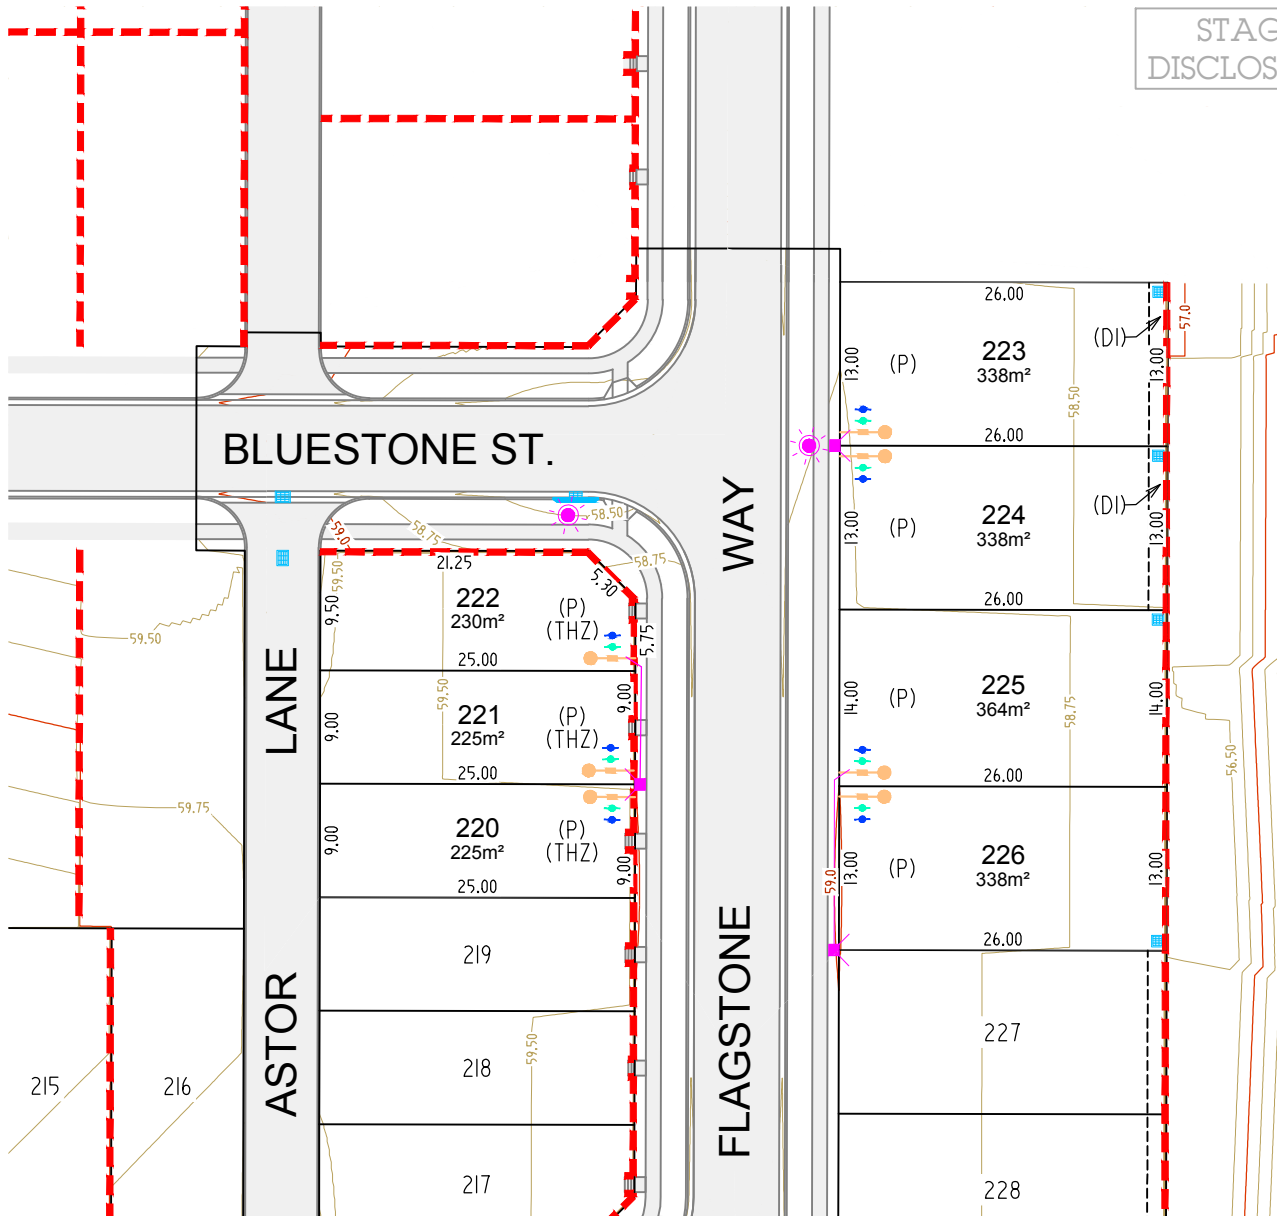 STAG
DISCLOS
26.00
57.0
(DI)
13.00
(P)
223
338m²
13.00
58.50
26.00
BLUESTONE ST.
WAY
(DI)
13.00
(P)
224
338m²
13.00
58.50
59.0
58.75
21.25
58.75
59.50
5.30
26.00
222
230m²
(P)
(THZ)
9.50
5.75
59.50
25.00
LANE
59.50
9.00
221
225m²
(P)
(THZ)
9.00
14.00
(P)
225
364m²
58.75
14.00
56.50
25.00
26.00
59.75
9.00
220
225m²
(P)
(THZ)
9.00
25.00
59.0
13.00
(P)
226
338m²
13.00
26.00
FLAGSTONE
219
ASTOR
59.50
218
227
215
216
217
228